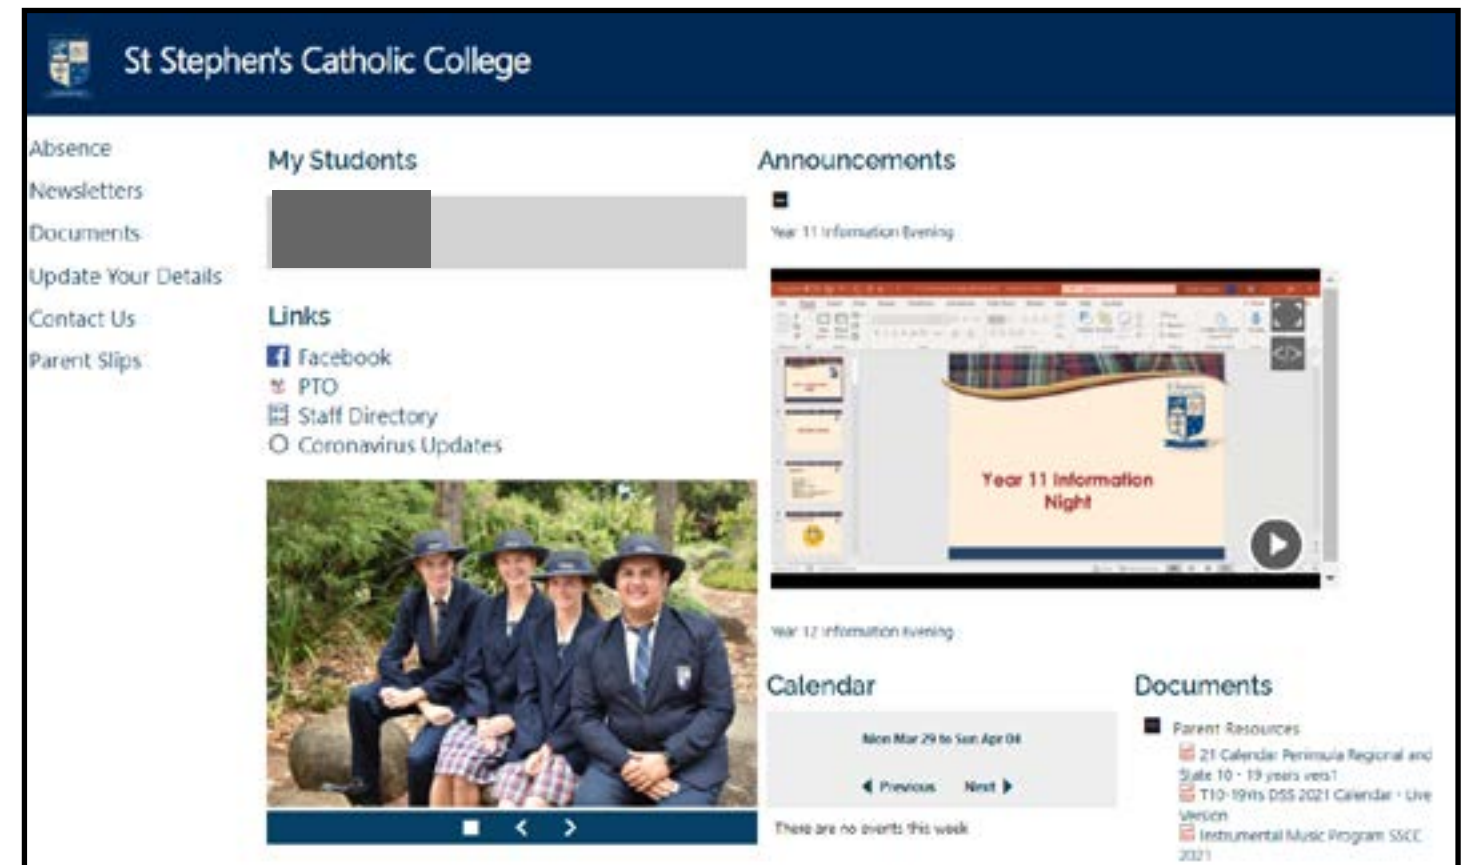 St Stephen's Catholic College
Absence
Newsletters
Documents
Update Your Details
Contact Us
Parent Slips
My Students
Links
Facebook
PTO
Staff Directory
Coronavirus Updates
Announcements
Year 11 Information Evening
Year 11 Information
Night
Year 12 Information Evening
Calendar
Mon Mar 29 to Sun Apr 04
Previous Next
There are no events this week
Documents
Parent Resources
21 Calendar Peninsula Regional and
State 10 - 19 years vers1
T10-19yrs DSS 2021 Calendar - Live
Version
Instrumental Music Program SSCC
2021